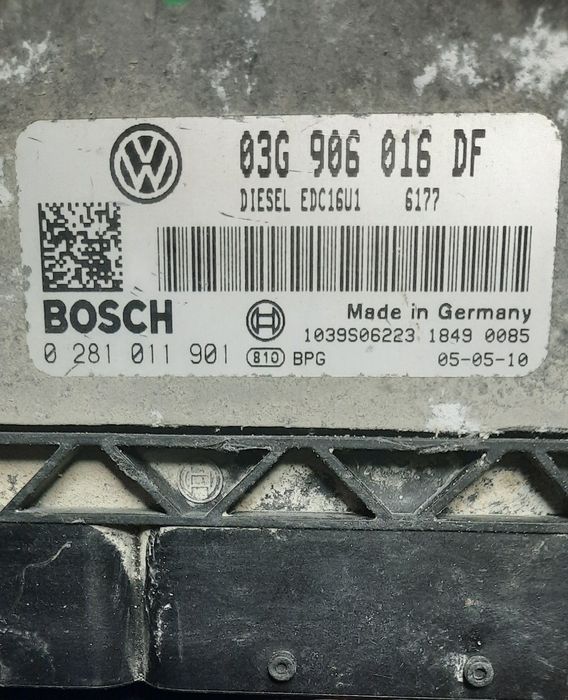 03G 906 016 DF
DIESEL EDC16U1 6177
BOSCH
Made in Germany
1039S06223 1849 0085
0 281 011 901 810 BPG 05-05-10